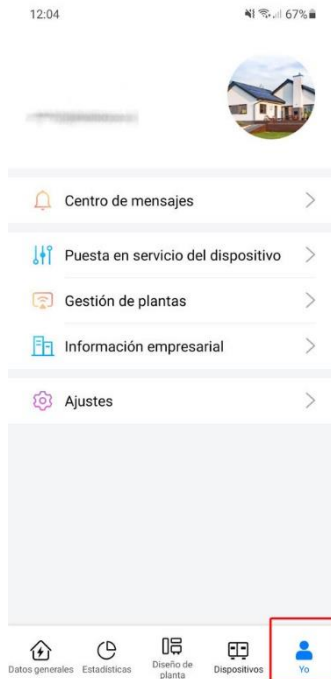 12:04
67%
Centro de mensajes
Puesta en servicio del dispositivo
Gestión de plantas
Información empresarial
Ajustes
Datos generales
Estadísticas
Diseño de
planta
Dispositivos
Yo